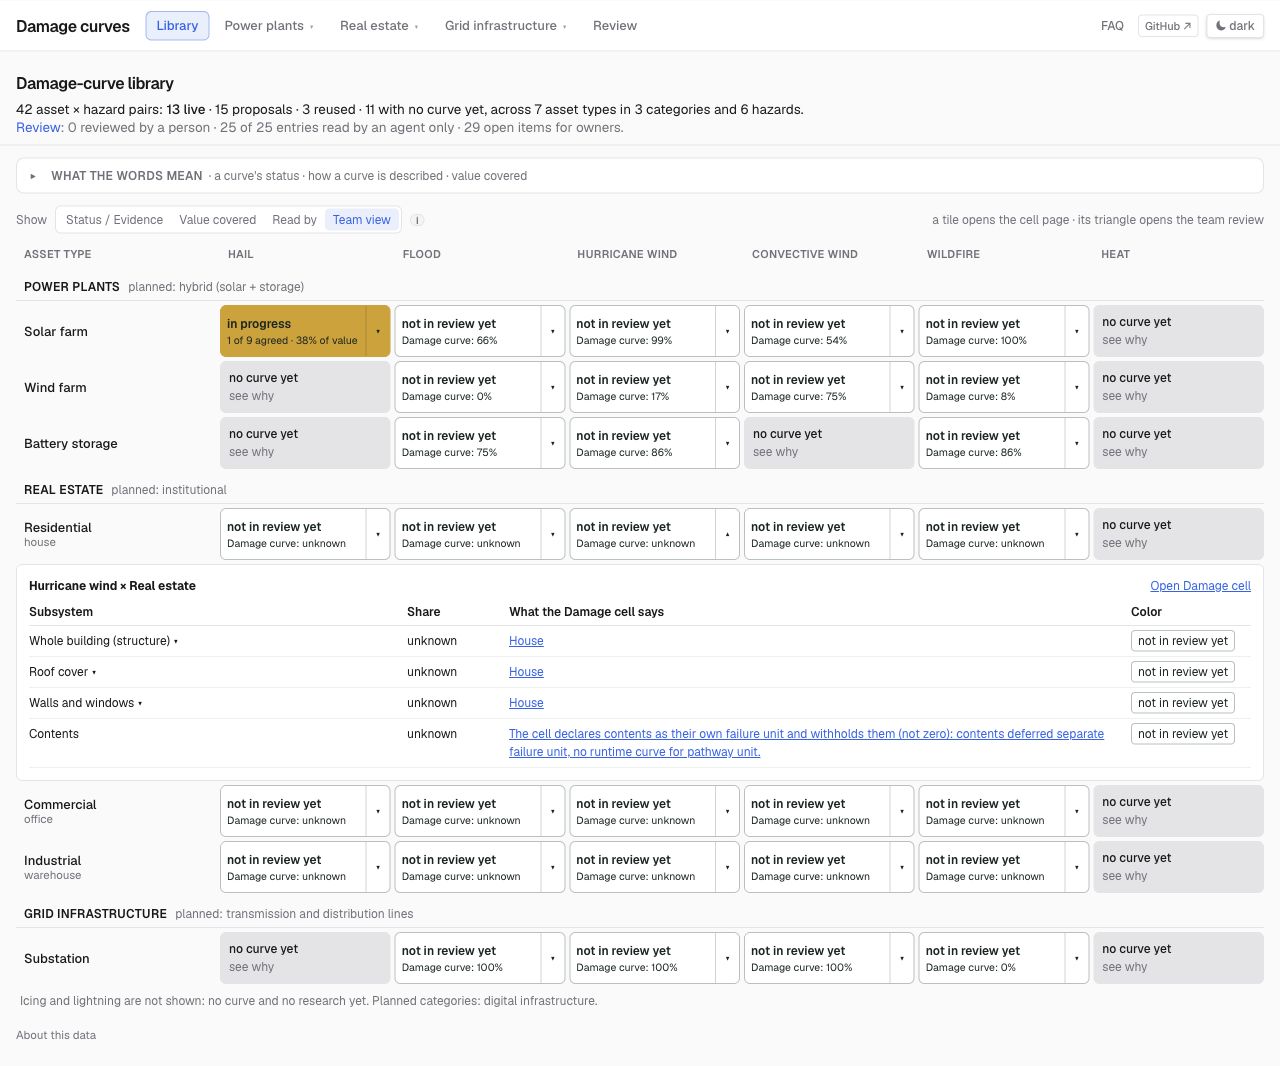 Damage curves
Library
Power plants
Real estate
Grid infrastructure
Review
FAQ
GitHub ↗
dark
Damage-curve library
42 asset × hazard pairs: 13 live · 15 proposals · 3 reused · 11 with no curve yet, across 7 asset types in 3 categories and 6 hazards.
Review: 0 reviewed by a person · 25 of 25 entries read by an agent only · 29 open items for owners.
▸ WHAT THE WORDS MEAN · a curve's status · how a curve is described · value covered
Show Status / Evidence Value covered Read by Team view i
a tile opens the cell page · its triangle opens the team review
ASSET TYPE HAIL FLOOD HURRICANE WIND CONVECTIVE WIND WILDFIRE HEAT
POWER PLANTS planned: hybrid (solar + storage)
Solar farm
in progress
1 of 9 agreed · 38% of value
not in review yet
Damage curve: 66%
not in review yet
Damage curve: 99%
not in review yet
Damage curve: 54%
not in review yet
Damage curve: 100%
no curve yet
see why
Wind farm
no curve yet
see why
not in review yet
Damage curve: 0%
not in review yet
Damage curve: 17%
not in review yet
Damage curve: 75%
not in review yet
Damage curve: 8%
no curve yet
see why
Battery storage
no curve yet
see why
not in review yet
Damage curve: 75%
not in review yet
Damage curve: 86%
no curve yet
see why
not in review yet
Damage curve: 86%
no curve yet
see why
REAL ESTATE planned: institutional
Residential
house
not in review yet
Damage curve: unknown
not in review yet
Damage curve: unknown
not in review yet
Damage curve: unknown
not in review yet
Damage curve: unknown
not in review yet
Damage curve: unknown
no curve yet
see why
Hurricane wind × Real estate
Open Damage cell
Subsystem Share What the Damage cell says Color
Whole building (structure) ▾ unknown House not in review yet
Roof cover ▾ unknown House not in review yet
Walls and windows ▾ unknown House not in review yet
Contents unknown The cell declares contents as their own failure unit and withholds them (not zero): contents deferred separate not in review yet
failure unit, no runtime curve for pathway unit.
Commercial
office
not in review yet
Damage curve: unknown
not in review yet
Damage curve: unknown
not in review yet
Damage curve: unknown
not in review yet
Damage curve: unknown
not in review yet
Damage curve: unknown
no curve yet
see why
Industrial
warehouse
not in review yet
Damage curve: unknown
not in review yet
Damage curve: unknown
not in review yet
Damage curve: unknown
not in review yet
Damage curve: unknown
not in review yet
Damage curve: unknown
no curve yet
see why
GRID INFRASTRUCTURE planned: transmission and distribution lines
Substation
no curve yet
see why
not in review yet
Damage curve: 100%
not in review yet
Damage curve: 100%
not in review yet
Damage curve: 100%
not in review yet
Damage curve: 0%
no curve yet
see why
Icing and lightning are not shown: no curve and no research yet. Planned categories: digital infrastructure.
About this data